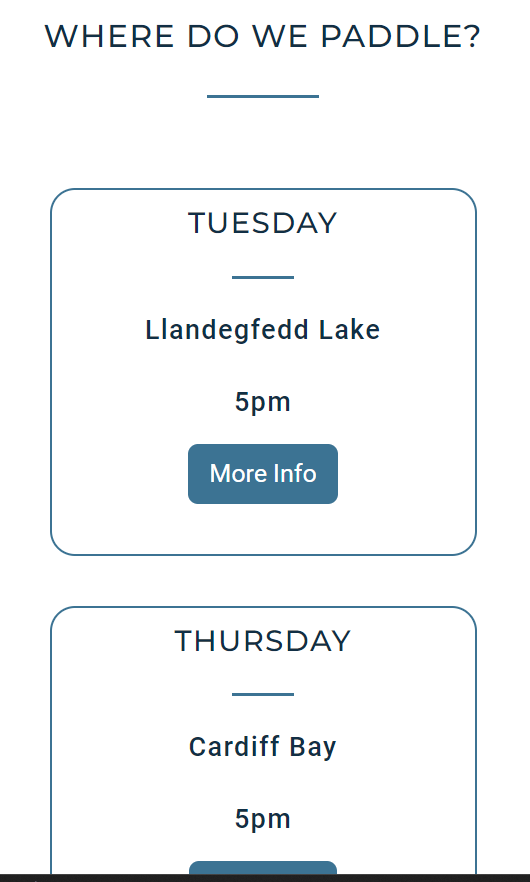 WHERE DO WE PADDLE?
TUESDAY
Llandegfedd Lake
5pm
More Info
THURSDAY
Cardiff Bay
5pm